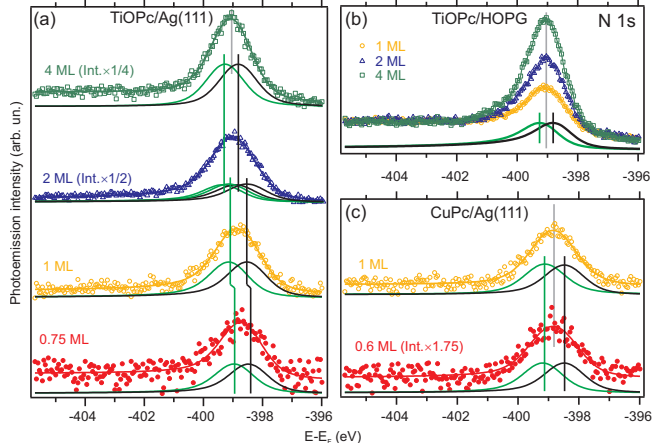 (a) TiOPc/Ag(111)
4 ML (Int.×1/4)
2 ML (Int.×1/2)
1 ML
0.75 ML
-404 -402 -400 -398 -396
Photoemission intensity (arb. un.)
E-EF (eV)
(b) TiOPc/HOPG N 1s
1 ML
2 ML
4 ML
-404 -402 -400 -398 -396
(c) CuPc/Ag(111)
1 ML
0.6 ML (Int.×1.75)
-404 -402 -400 -398 -396